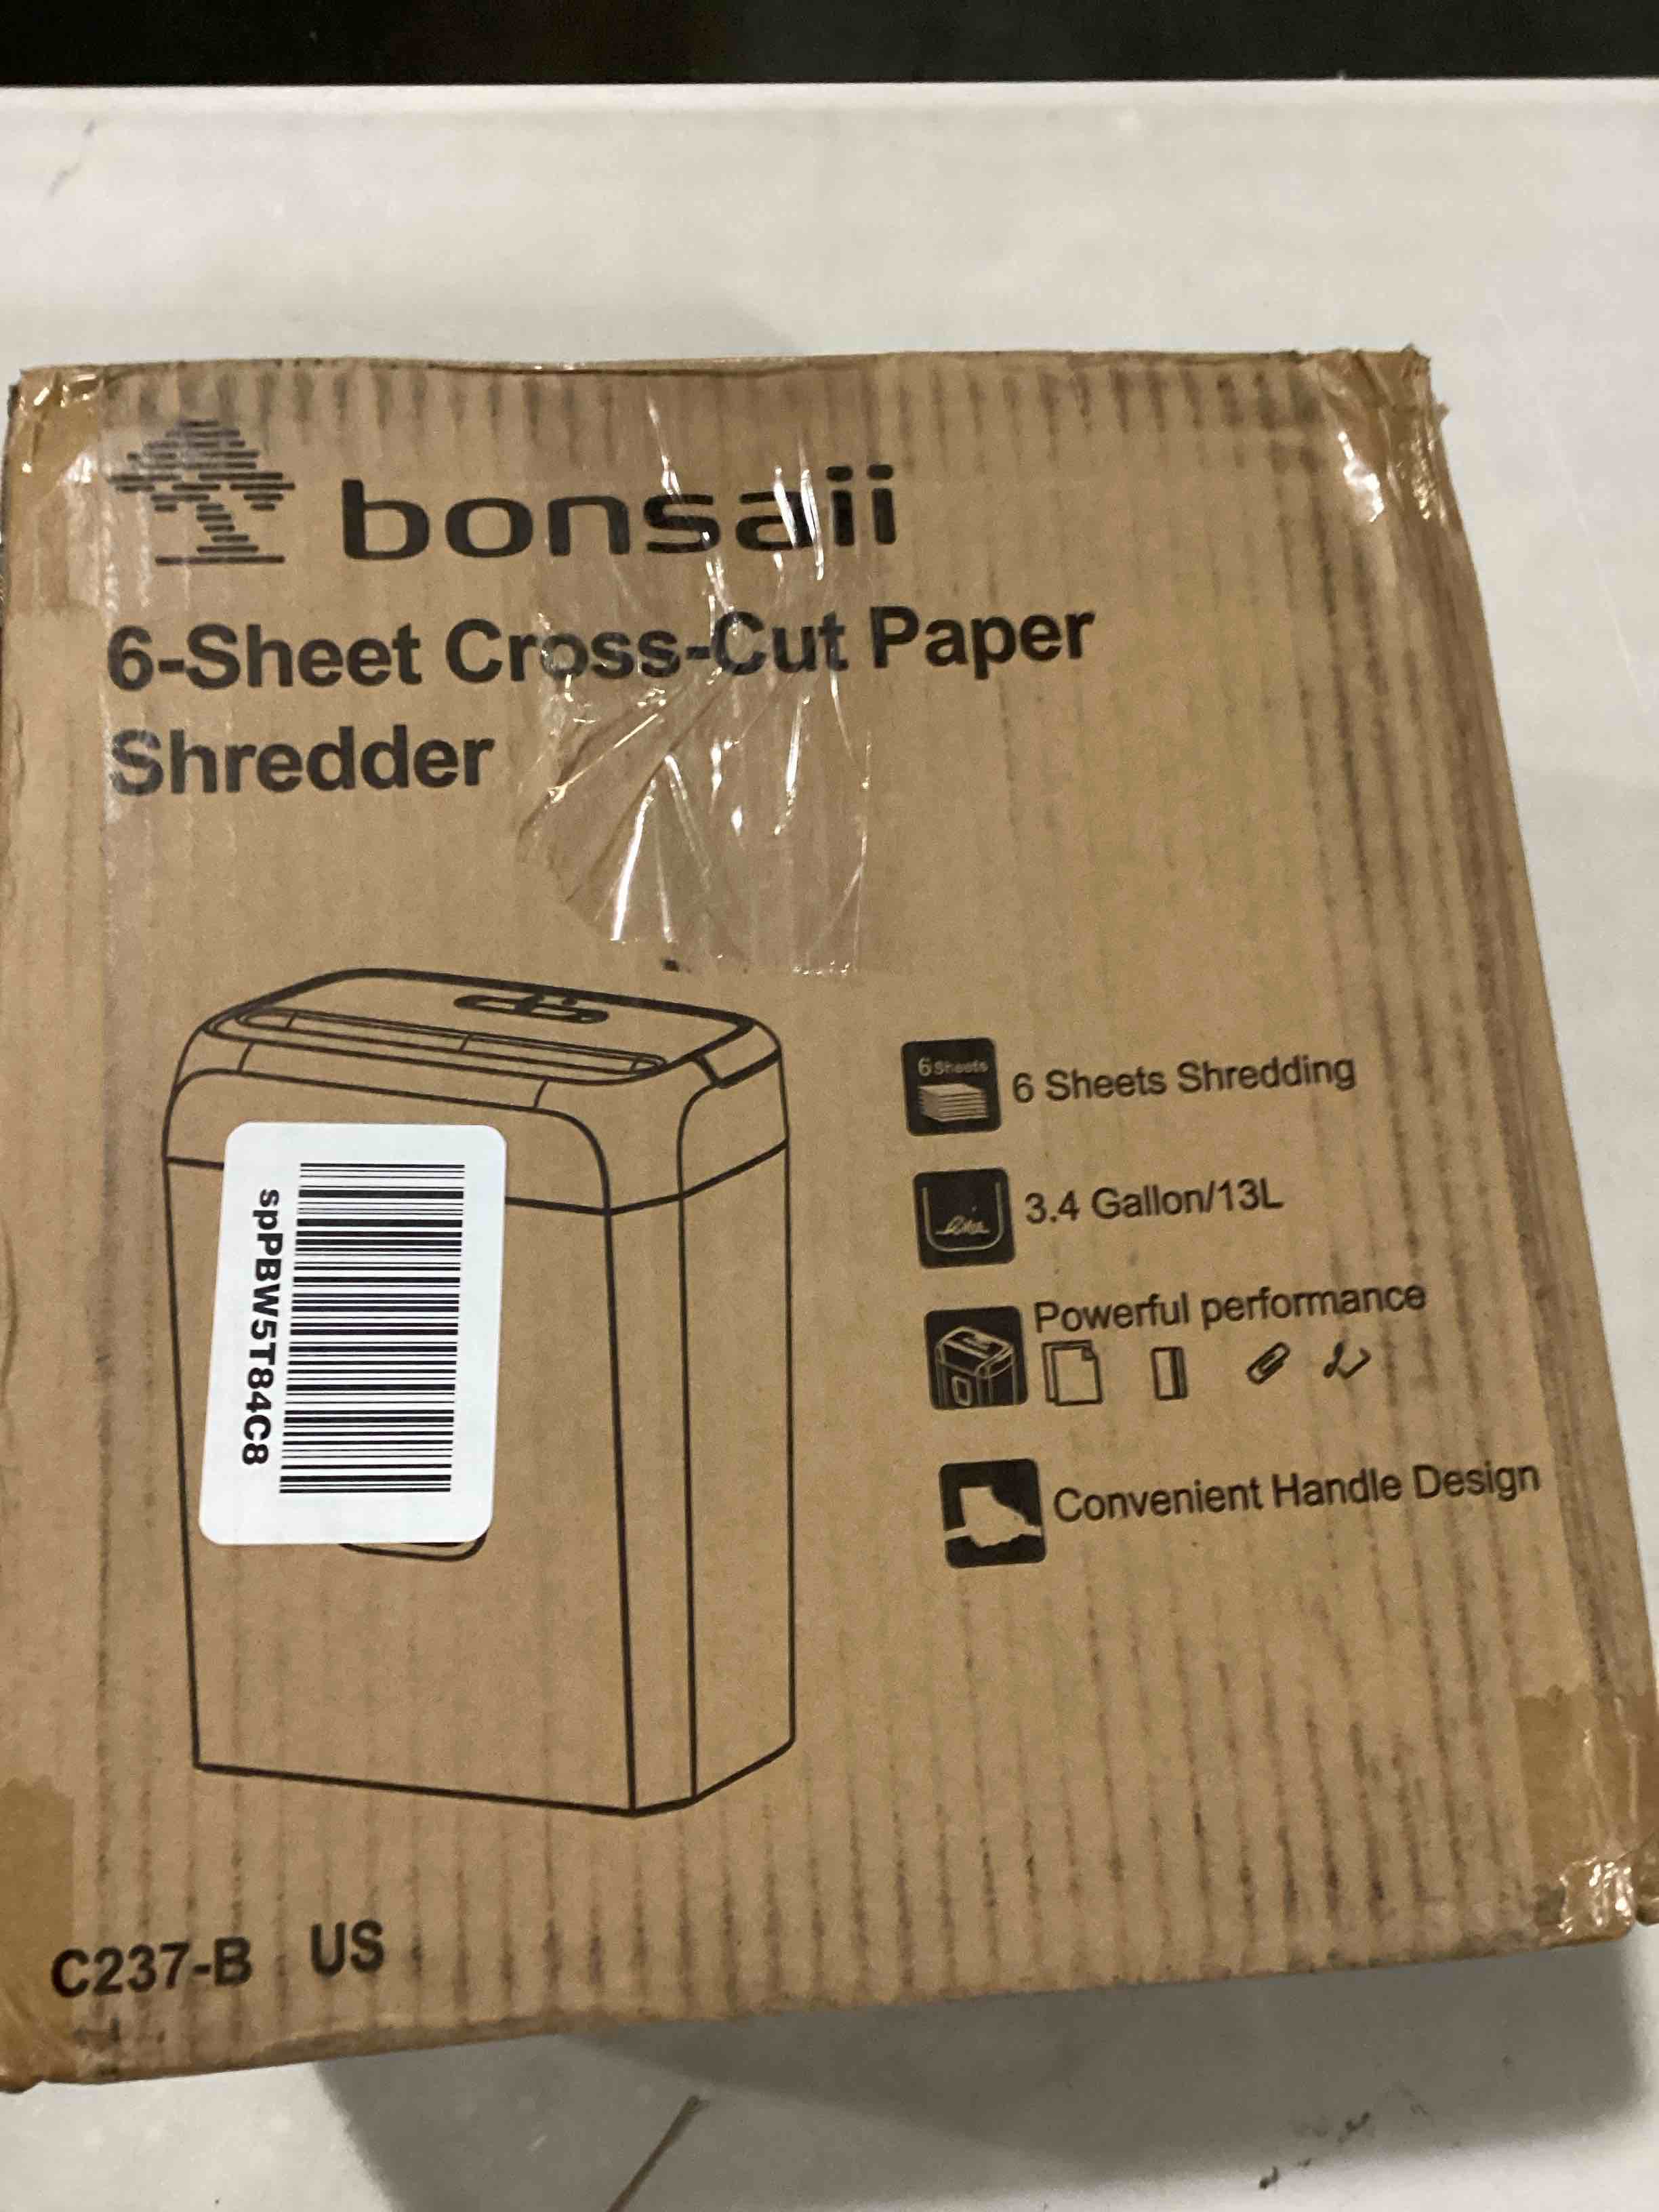 bonsaii
6-Sheet Cross-Cut Paper
Shredder
6 Sheets
6 Sheets Shredding
3.4 Gallon/13L
Powerful performance
Convenient Handle Design
spPBW5T84C8
C237-B US